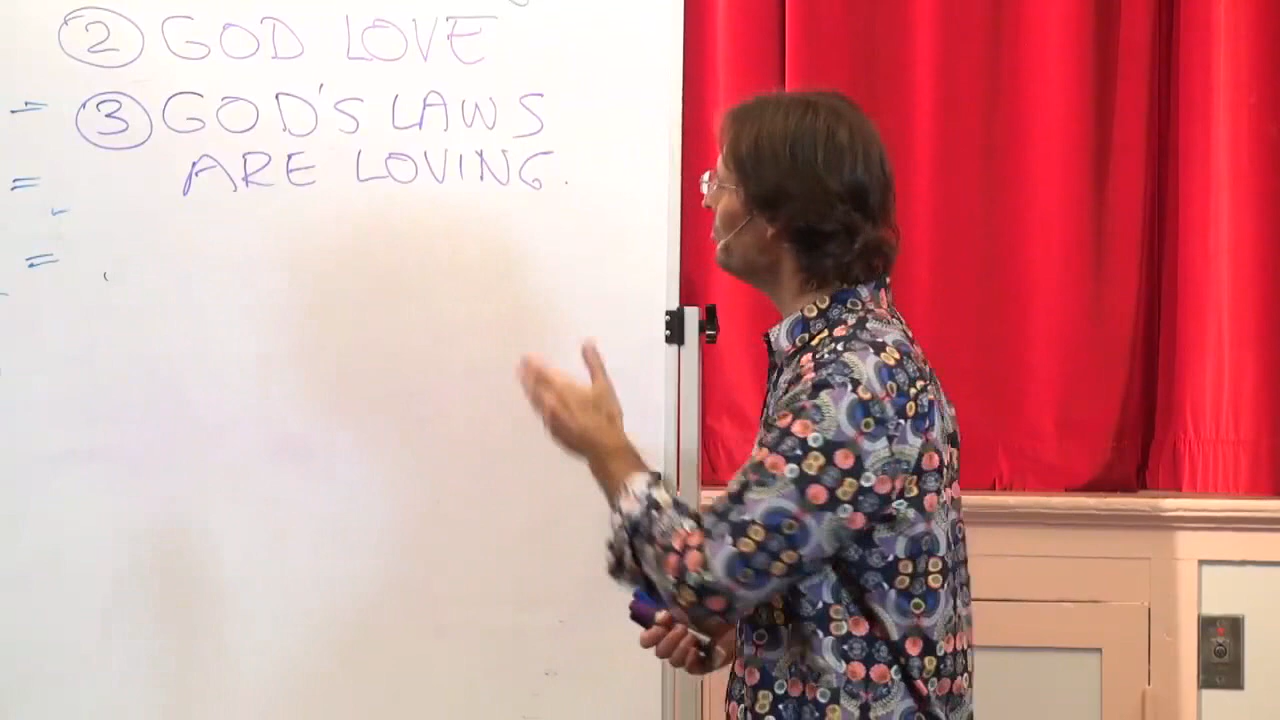 ② GOD LOVE
= ③ GOD'S LAWS
= ARE LOVING.
=